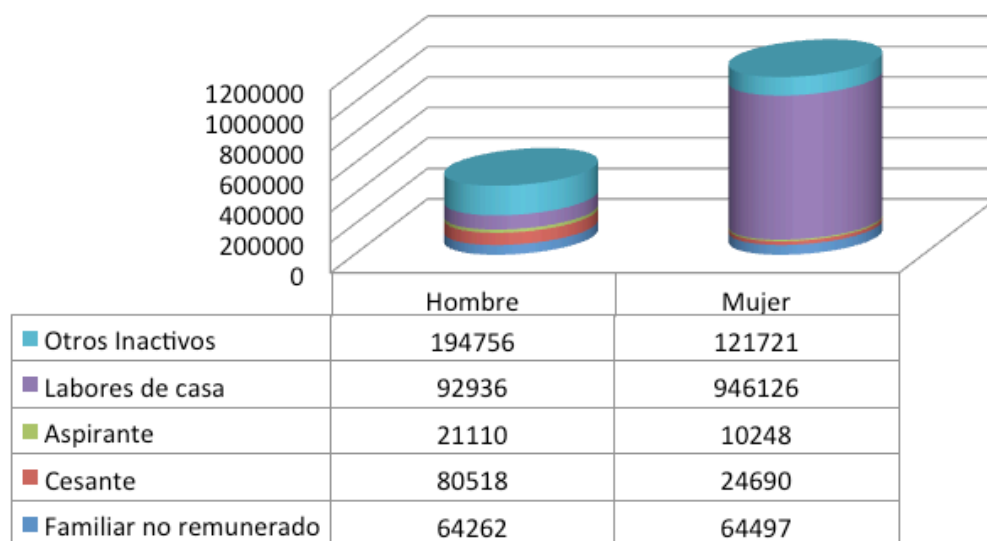 1200000
1000000
800000
600000
400000
200000
0
Hombre Mujer
Otros Inactivos 194756 121721
Labores de casa 92936 946126
Aspirante 21110 10248
Cesante 80518 24690
Familiar no remunerado 64262 64497